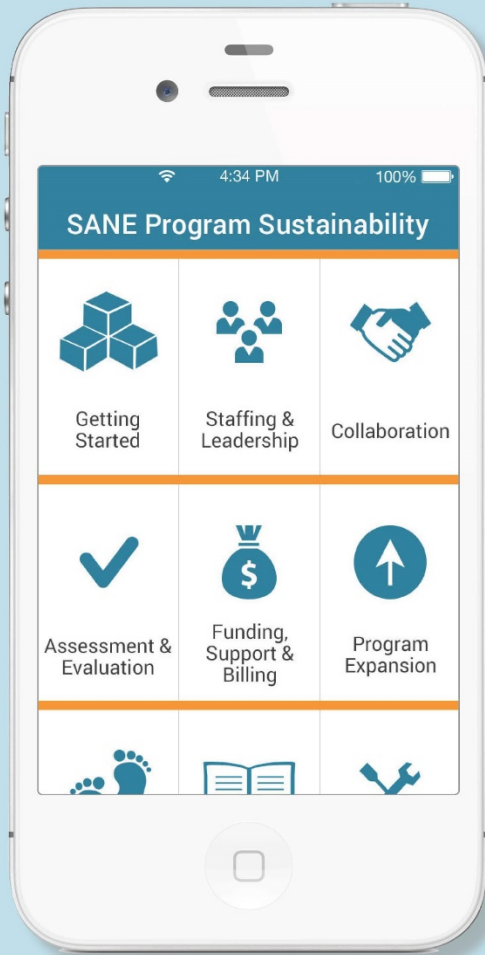 4:34 PM
100%
SANE Program Sustainability
Getting
Started
Staffing &
Leadership
Collaboration
Assessment &
Evaluation
$
Funding,
Support &
Billing
Program
Expansion